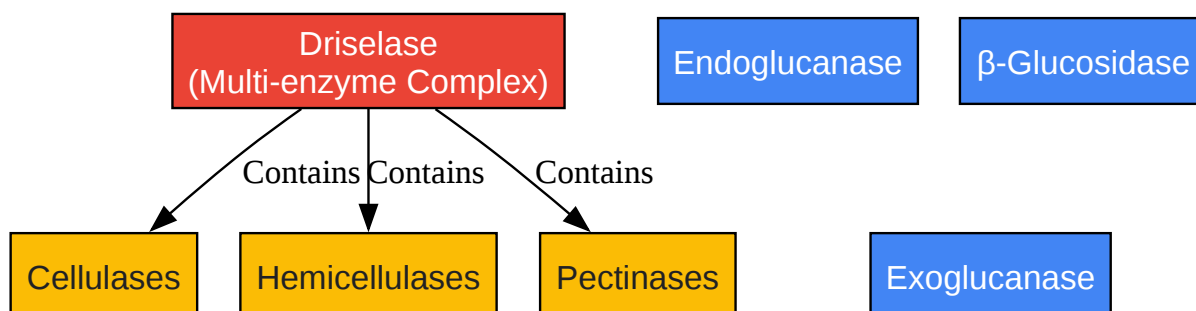 Driselase
(Multi-enzyme Complex)
Endoglucanase
β-Glucosidase
Contains
Contains
Contains
Cellulases
Hemicellulases
Pectinases
Exoglucanase